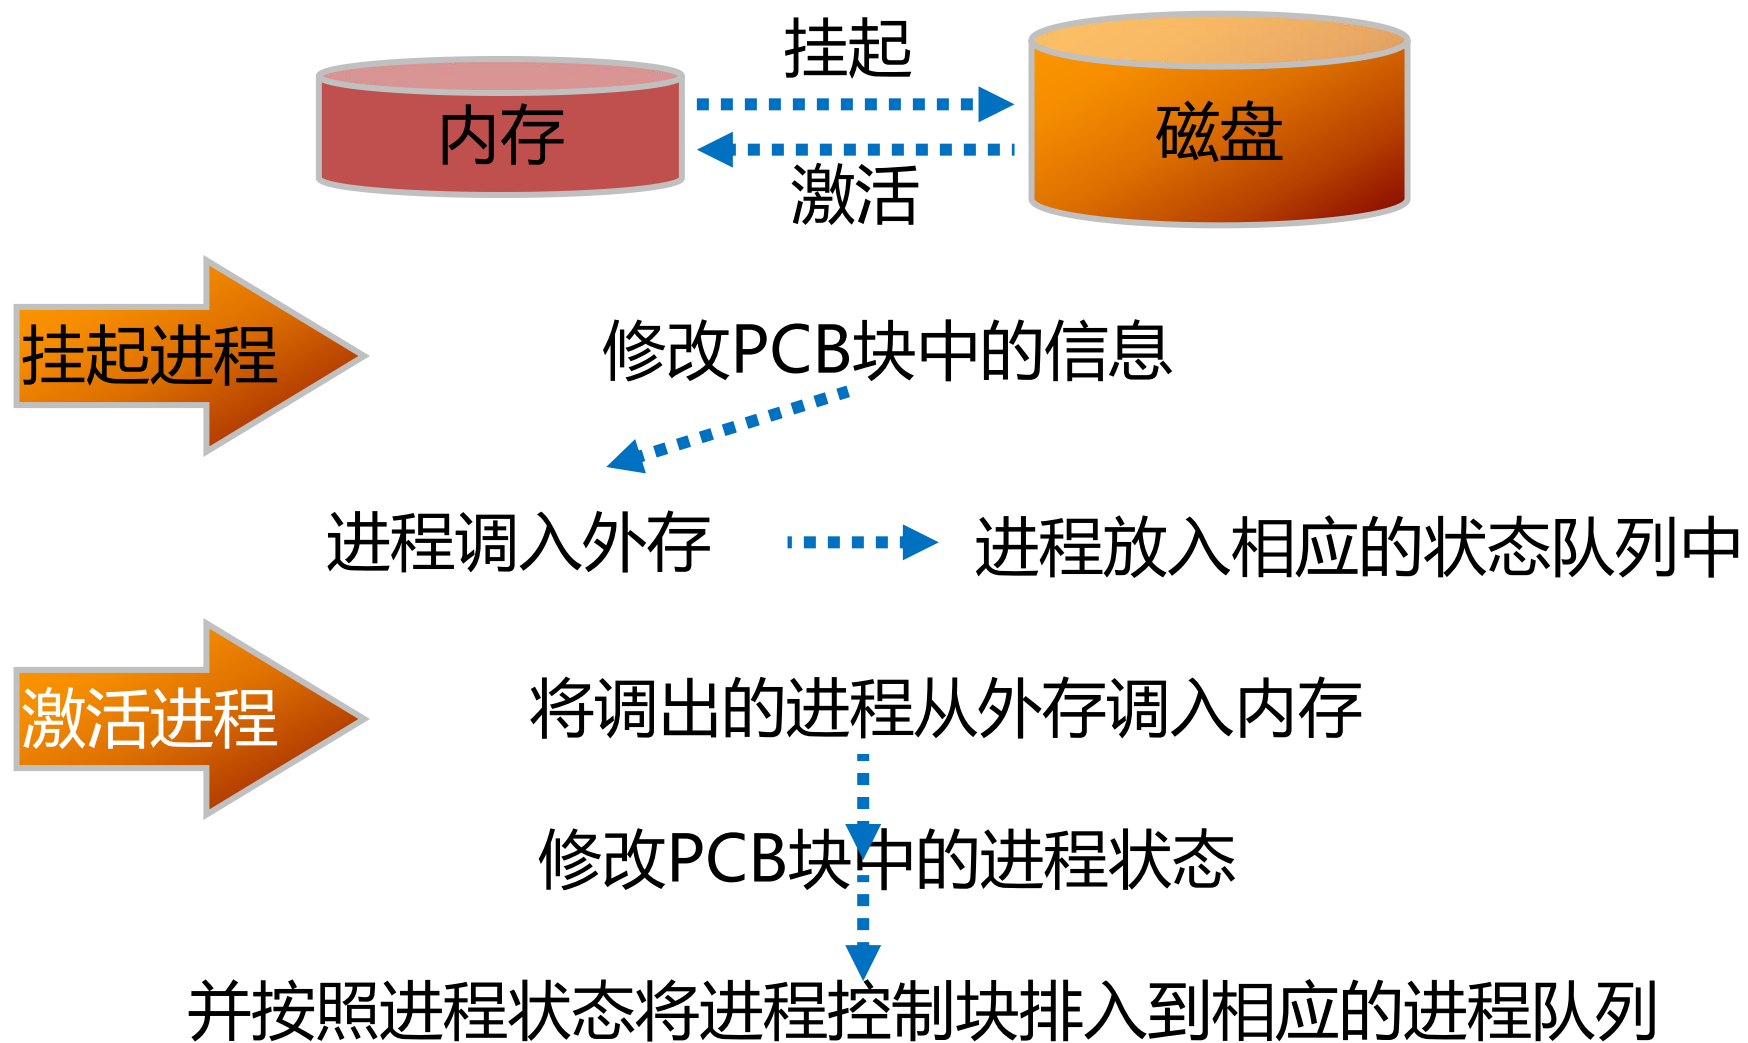 挂起
内存
磁盘
激活
挂起进程
修改PCB块中的信息
进程调入外存
进程放入相应的状态队列中
激活进程
将调出的进程从外存调入内存
修改PCB块中的进程状态
并按照进程状态将进程控制块排入到相应的进程队列